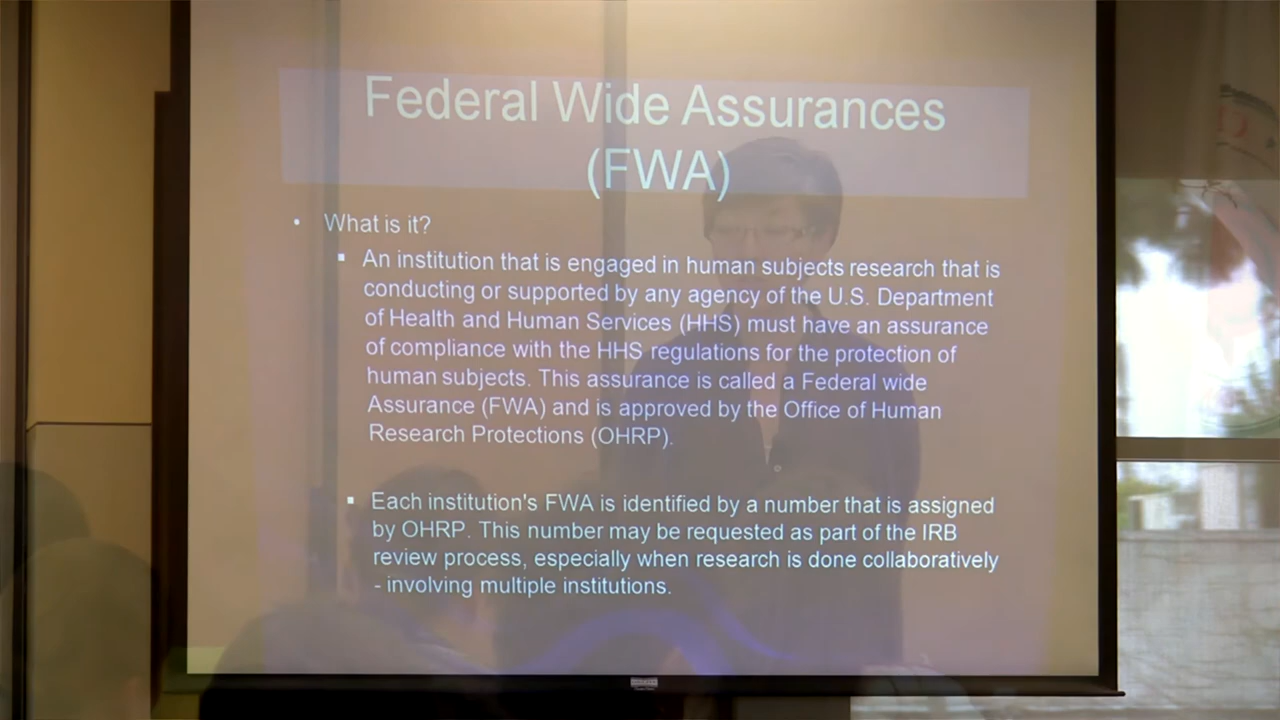 Federal Wide Assurances
(FWA)
• What is it?
▪ An institution that is engaged in human subjects research that is
conducting or supported by any agency of the U.S. Department
of Health and Human Services (HHS) must have an assurance
of compliance with the HHS regulations for the protection of
human subjects. This assurance is called a Federal wide
Assurance (FWA) and is approved by the Office of Human
Research Protections (OHRP).
▪ Each institution's FWA is identified by a number that is assigned
by OHRP. This number may be requested as part of the IRB
review process, especially when research is done collaboratively
- involving multiple institutions.